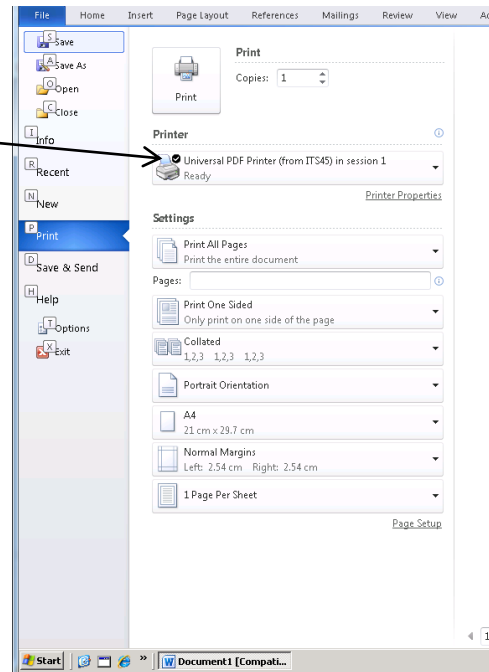 File Home Insert Page Layout References Mailings Review View Ac
S Save
A Save As
O Open
C Close
I Info
R Recent
N New
P Print
D Save & Send
H Help
T Options
X Exit
Print
Copies: 1
Print
Printer
Universal PDF Printer (from ITS45) in session 1
Ready
Printer Properties
Settings
Print All Pages
Print the entire document
Pages:
Print One Sided
Only print on one side of the page
Collated
1,2,3 1,2,3 1,2,3
Portrait Orientation
A4
21 cm x 29.7 cm
Normal Margins
Left: 2.54 cm Right: 2.54 cm
1 Page Per Sheet
Page Setup
1
Start » Document1 [Compati...